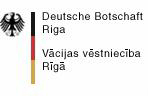 Deutsche Botschaft
Riga
Vācijas vēstniecība
Rīgā